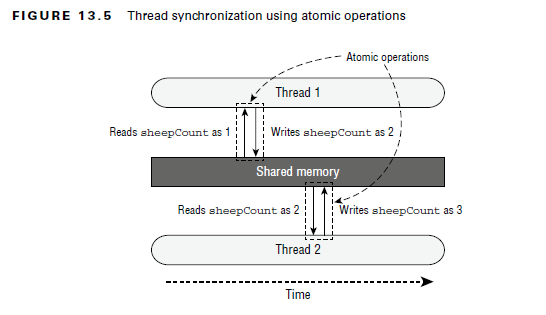 FIGURE 13.5 Thread synchronization using atomic operations
Atomic operations
Thread 1
Reads sheepCount as 1
Writes sheepCount as 2
Shared memory
Reads sheepCount as 2
Writes sheepCount as 3
Thread 2
Time